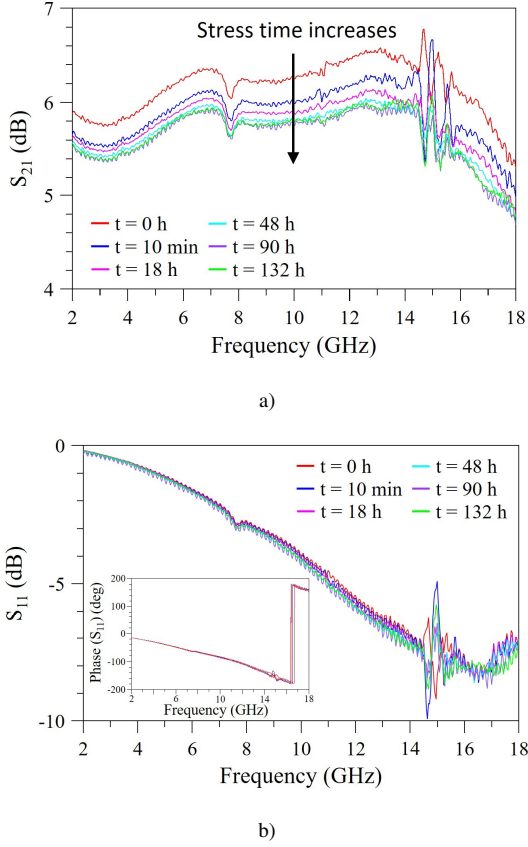 7
Stress time increases
6
S21 (dB)
5
t = 0 h
t = 48 h
t = 10 min
t = 90 h
t = 18 h
t = 132 h
4
2 4 6 8 10 12 14 16 18
Frequency (GHz)
a)
0
t = 0 h
t = 48 h
t = 10 min
t = 90 h
t = 18 h
t = 132 h
S11 (dB)
-5
200
100
0
-100
-200
Phase (S11) (deg)
2 6 10 14 18
Frequency (GHz)
-10
2 4 6 8 10 12 14 16 18
Frequency (GHz)
b)